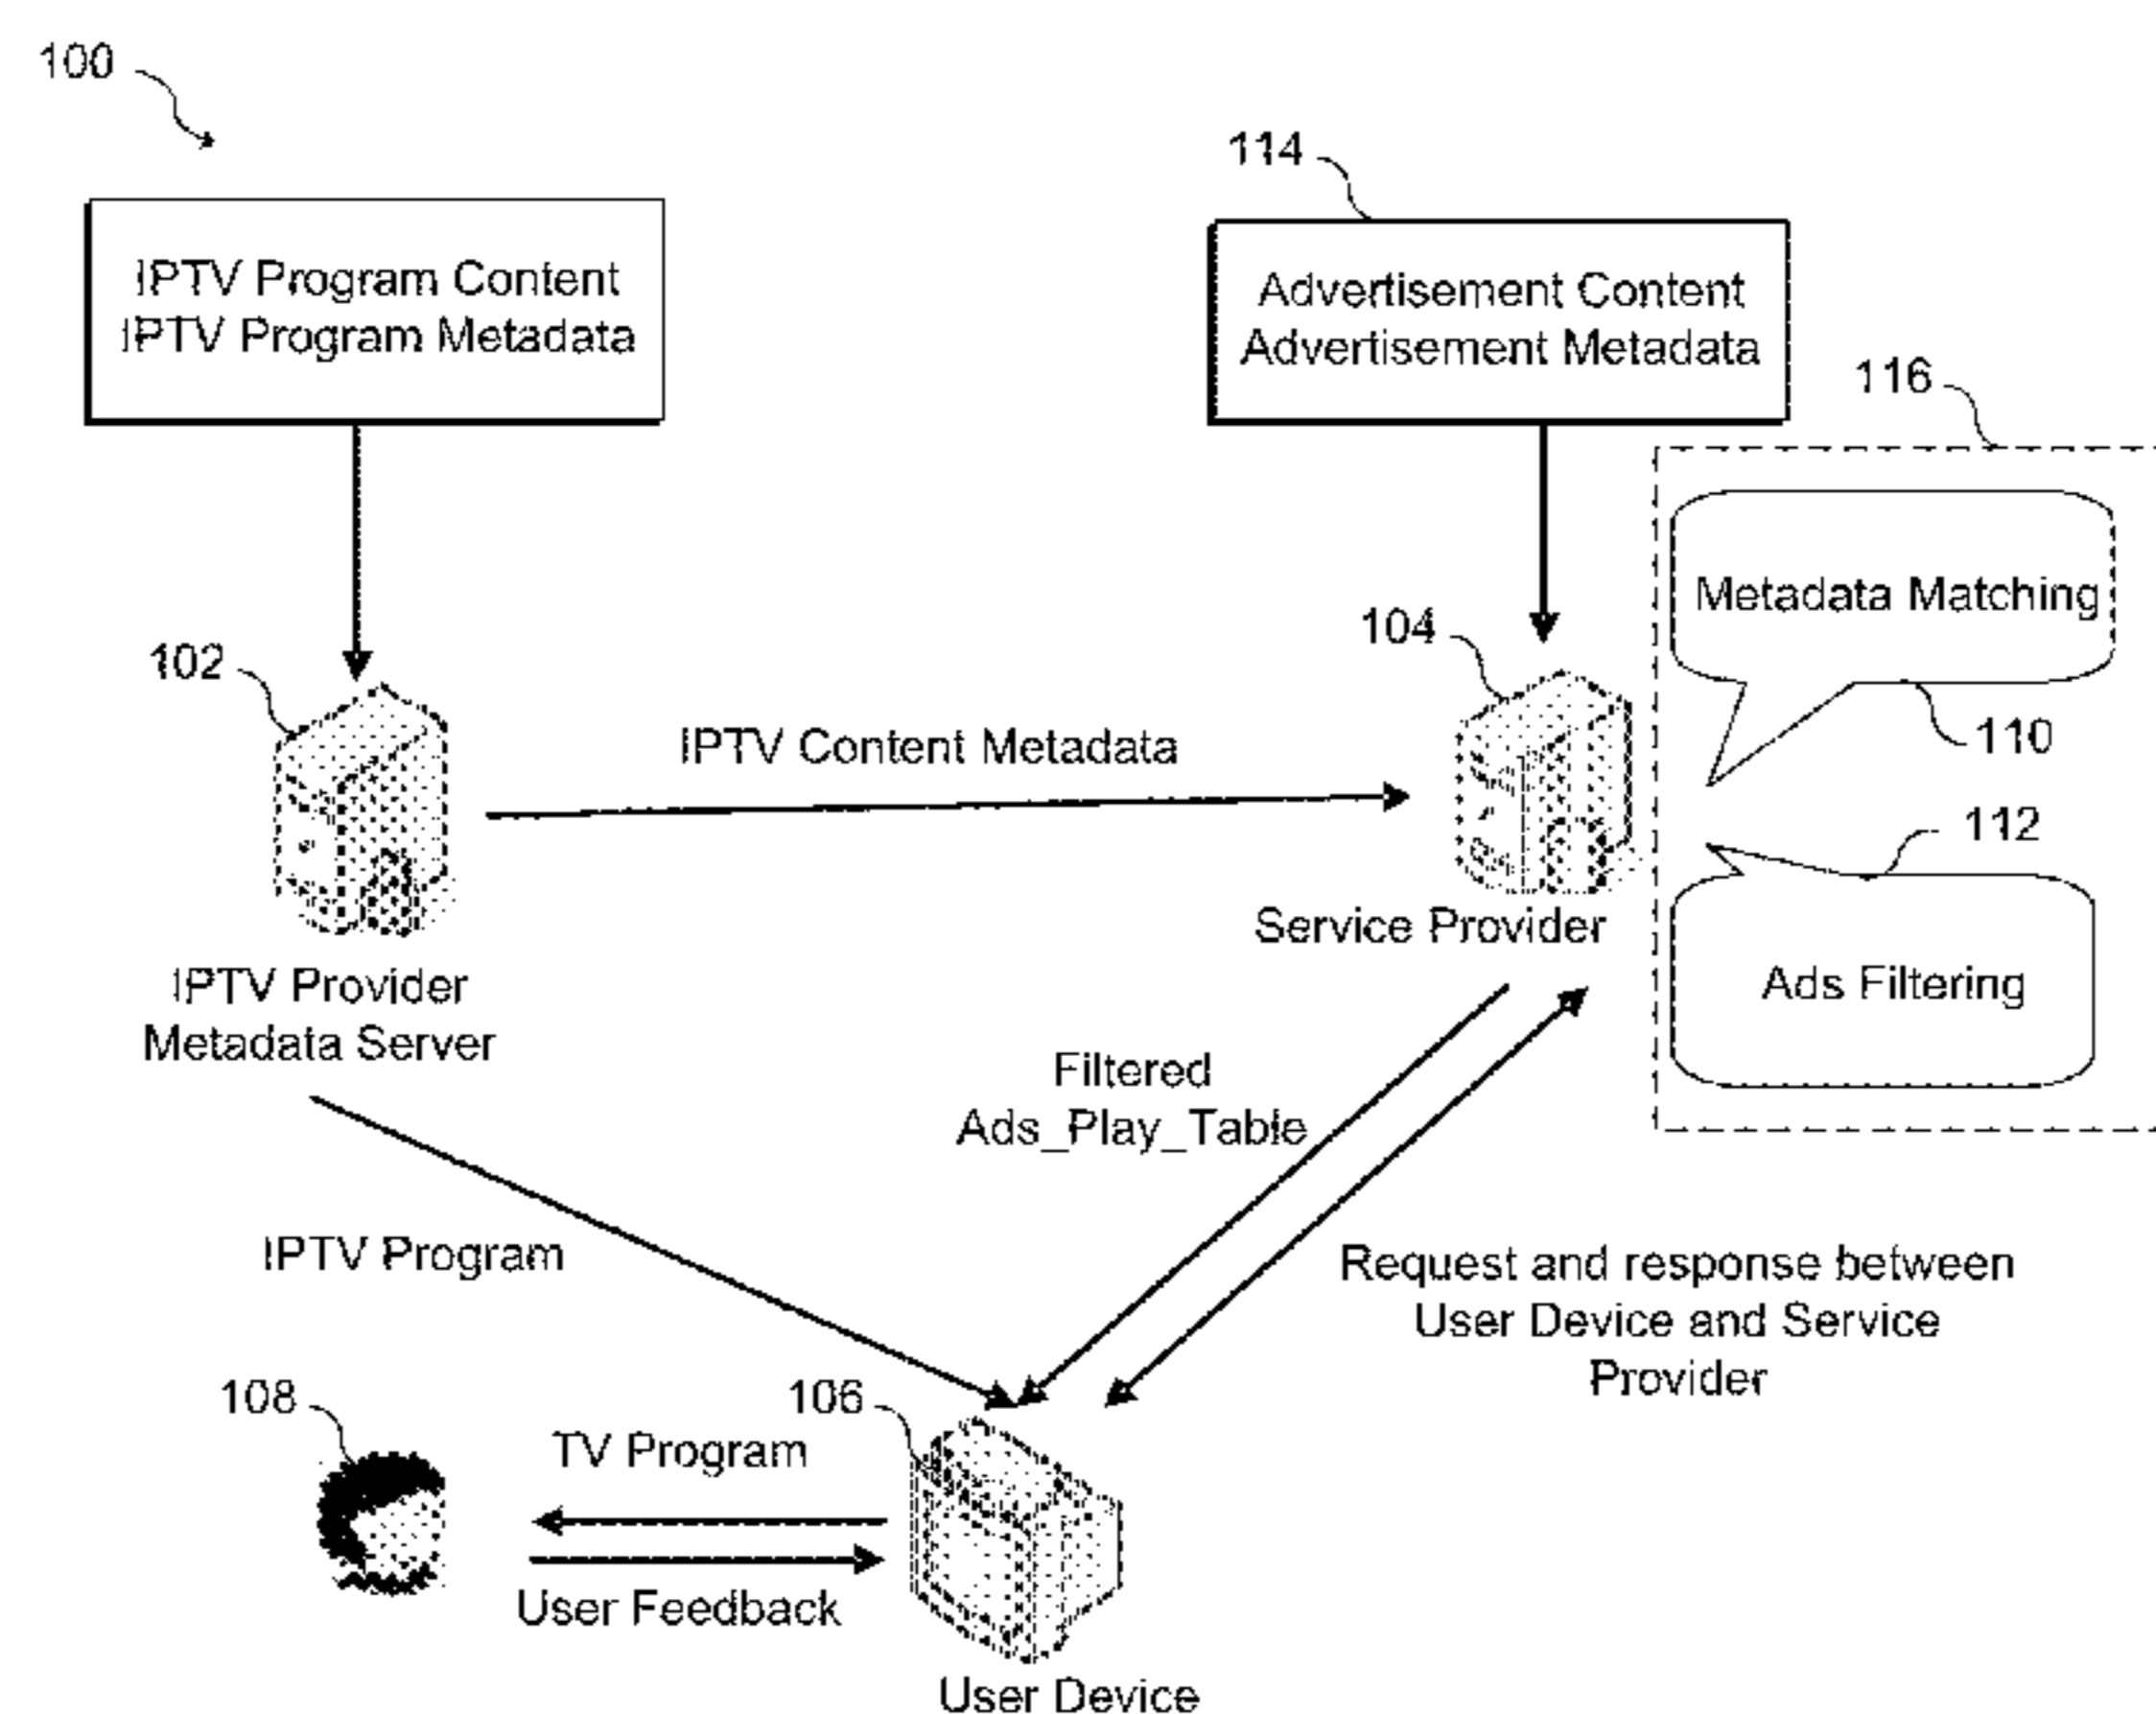 100
114
IPTV Program Content
IPTV Program Metadata
Advertisement Content
Advertisement Metadata
116
Metadata Matching
104
102
110
IPTV Content Metadata
112
Service Provider
Ads Filtering
IPTV Provider
Metadata Server
Filtered
Ads_Play_Table
IPTV Program
Request and response between
User Device and Service
Provider
108
106
TV Program
User Feedback
User Device